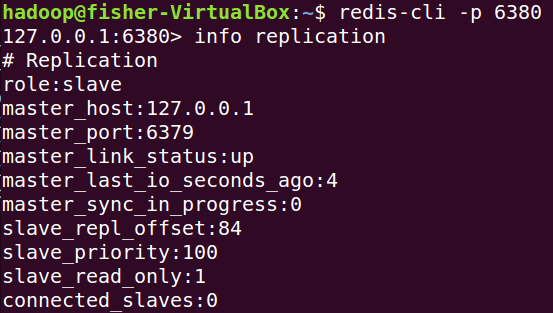 hadoop@fisher-VirtualBox:~$ redis-cli -p 6380
127.0.0.1:6380> info replication
# Replication
role:slave
master_host:127.0.0.1
master_port:6379
master_link_status:up
master_last_io_seconds_ago:4
master_sync_in_progress:0
slave_repl_offset:84
slave_priority:100
slave_read_only:1
connected_slaves:0